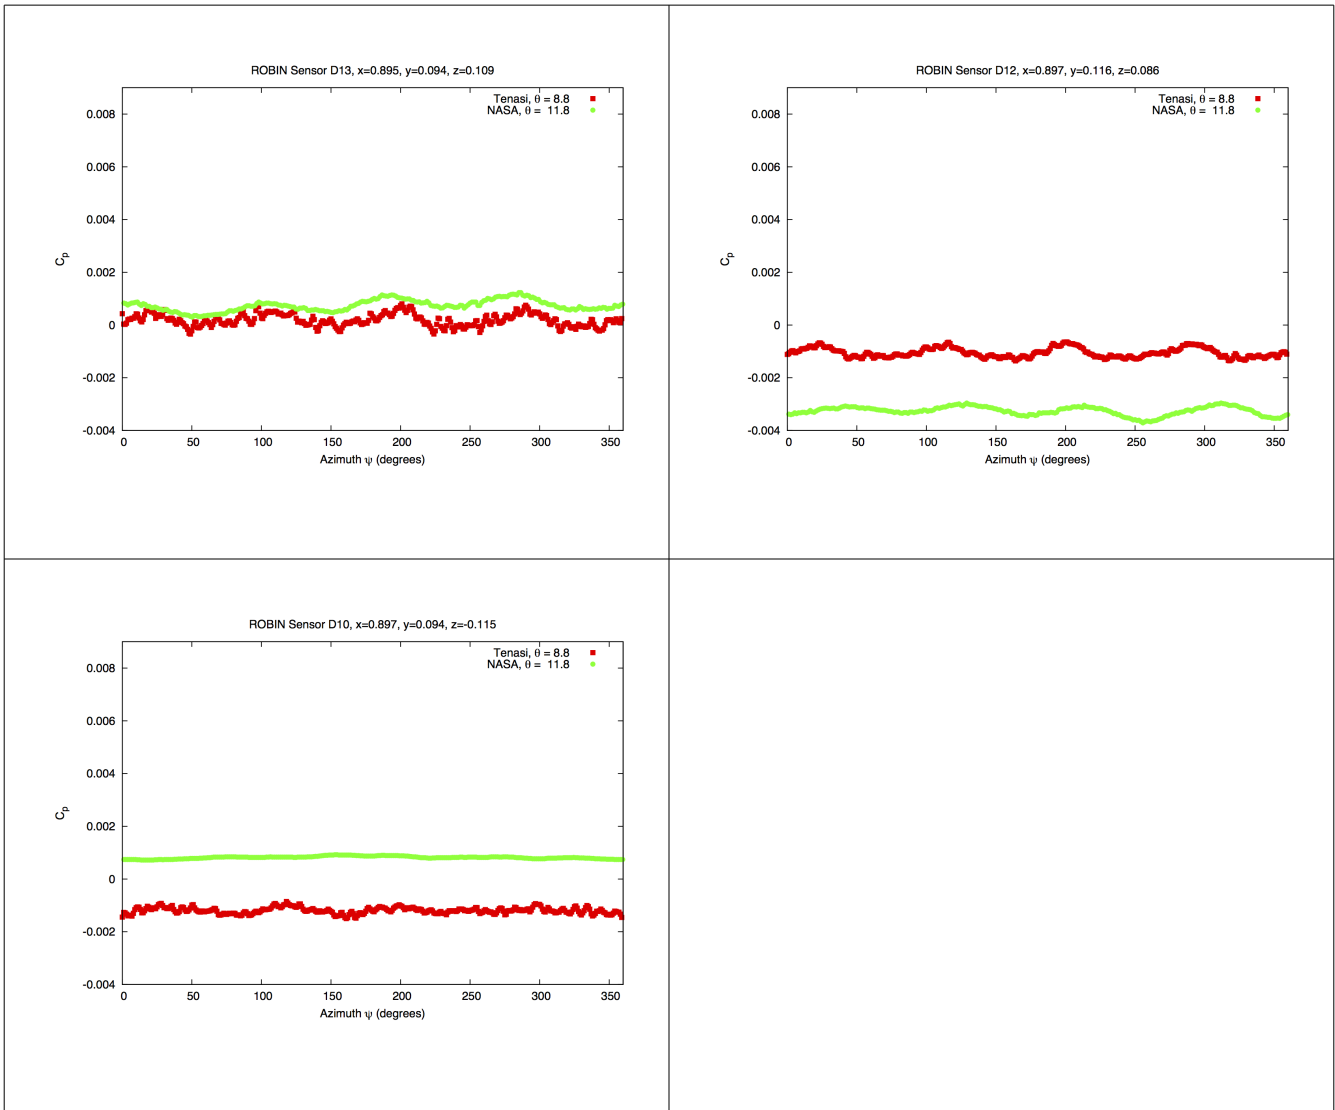 ROBIN Sensor D13, x=0.895, y=0.094, z=0.109
Tenasi, θ = 8.8
NASA, θ = 11.8
0.008
0.006
0.004
0.002
0
-0.002
-0.004
Cp
0 50 100 150 200 250 300 350
Azimuth ψ (degrees)
ROBIN Sensor D12, x=0.897, y=0.116, z=0.086
Tenasi, θ = 8.8
NASA, θ = 11.8
0.008
0.006
0.004
0.002
0
-0.002
-0.004
Cp
0 50 100 150 200 250 300 350
Azimuth ψ (degrees)
ROBIN Sensor D10, x=0.897, y=0.094, z=-0.115
Tenasi, θ = 8.8
NASA, θ = 11.8
0.008
0.006
0.004
0.002
0
-0.002
-0.004
Cp
0 50 100 150 200 250 300 350
Azimuth ψ (degrees)